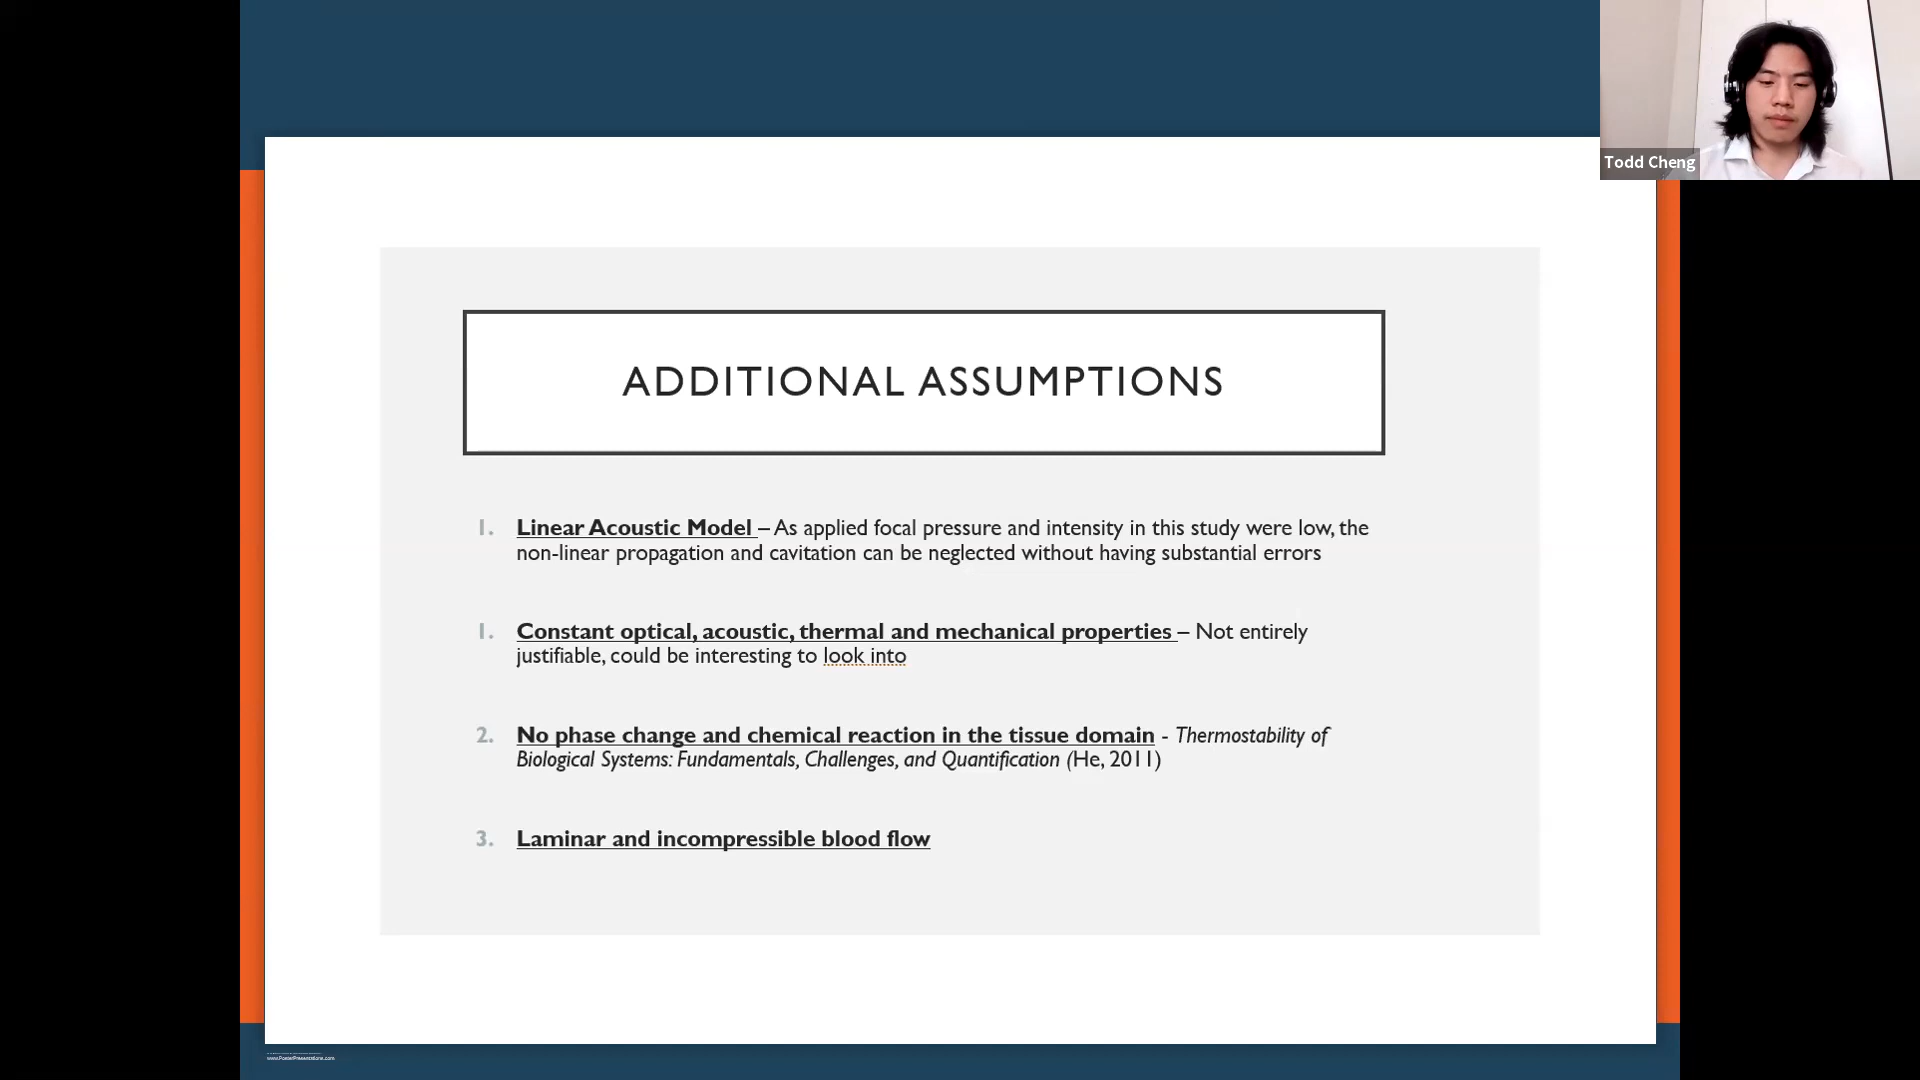 Todd Cheng
ADDITIONAL ASSUMPTIONS
1. Linear Acoustic Model – As applied focal pressure and intensity in this study were low, the
non-linear propagation and cavitation can be neglected without having substantial errors
1. Constant optical, acoustic, thermal and mechanical properties – Not entirely
justifiable, could be interesting to look into
2. No phase change and chemical reaction in the tissue domain - Thermostability of
Biological Systems: Fundamentals, Challenges, and Quantification (He, 2011)
3. Laminar and incompressible blood flow
www.PosterPresentations.com